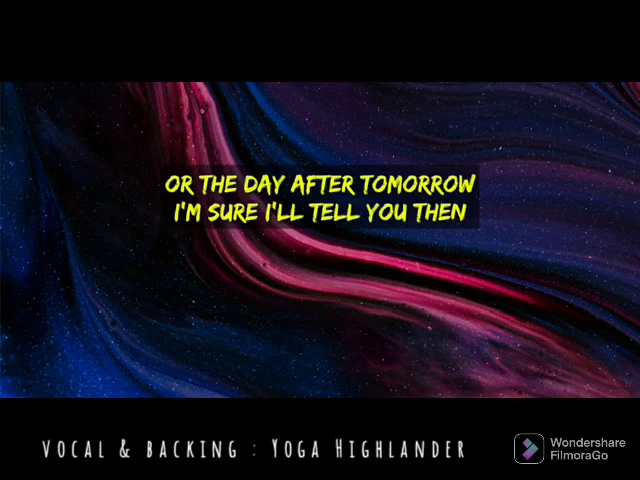 OR THE DAY AFTER TOMORROW
I'M SURE I'LL TELL YOU THEN
VOCAL & BACKING : YOGA HIGHLANDER
Wondershare
FilmoraGo